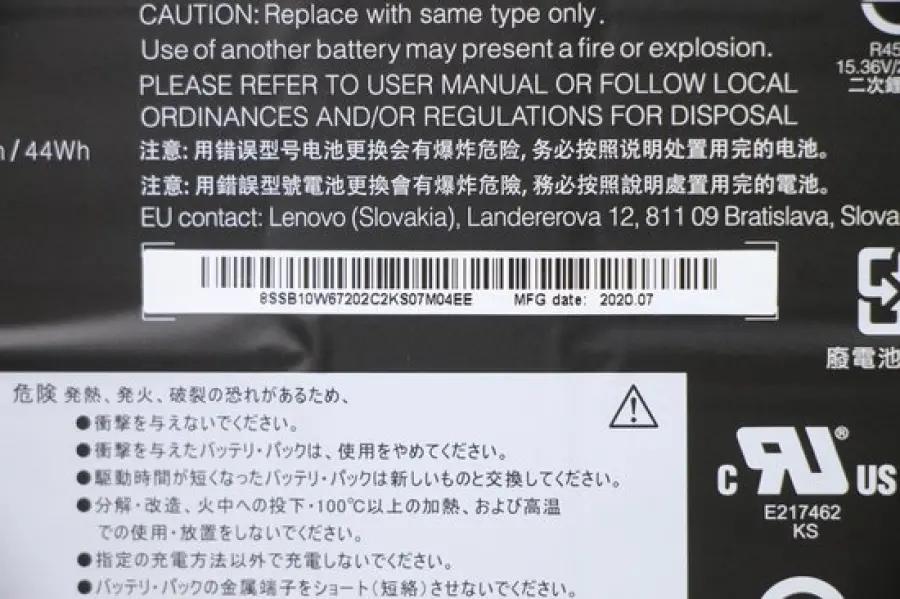 CAUTION: Replace with same type only.
Use of another battery may present a fire or explosion.
PLEASE REFER TO USER MANUAL OR FOLLOW LOCAL
ORDINANCES AND/OR REGULATIONS FOR DISPOSAL
/ 44Wh
注意: 用错误型号电池更换会有爆炸危险, 务必按照说明处置用完的电池。
注意: 用錯誤型號電池更換會有爆炸危險, 務必按照說明處置用完的電池。
EU contact: Lenovo (Slovakia), Landererova 12, 811 09 Bratislava, Slova
8SSB10W67202C2KS07M04EE MFG date: 2020.07
R45
15.36V/2
二次鋰
廢電池
危険 発熱、発火、破裂の恐れがあるため、
●衝撃を与えないでください。
●衝撃を与えたバッテリ・パックは、使用をやめてください。
●駆動時間が短くなったバッテリ・パックは新しいものと交換してください。
●分解・改造、火中への投下・100℃以上の加熱、および高温
での使用・放置をしないでください。
●指定の充電方法以外で充電しないでください。
●バッテリ・パックの金属端子をショート (短絡) させないでください。
C RU® US
E217462
KS